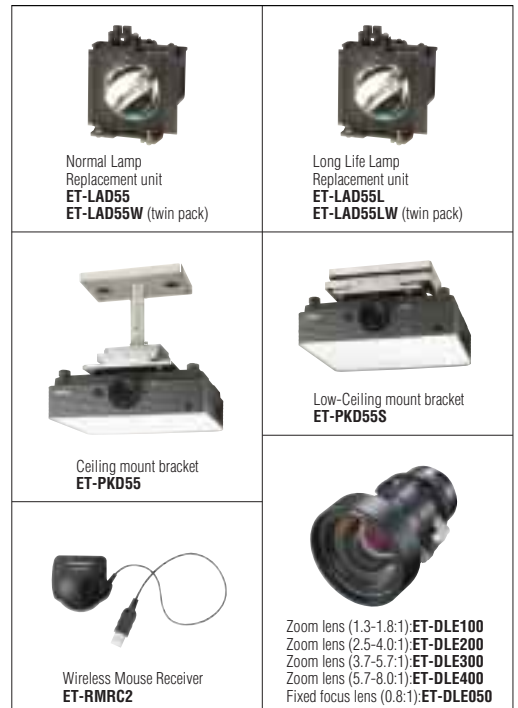 Normal Lamp
Replacement unit
ET-LAD55
ET-LAD55W (twin pack)
Long Life Lamp
Replacement unit
ET-LAD55L
ET-LAD55LW (twin pack)
Ceiling mount bracket
ET-PKD55
Low-Ceiling mount bracket
ET-PKD55S
Wireless Mouse Receiver
ET-RMRC2
Zoom lens (1.3-1.8:1):ET-DLE100
Zoom lens (2.5-4.0:1):ET-DLE200
Zoom lens (3.7-5.7:1):ET-DLE300
Zoom lens (5.7-8.0:1):ET-DLE400
Fixed focus lens (0.8:1):ET-DLE050